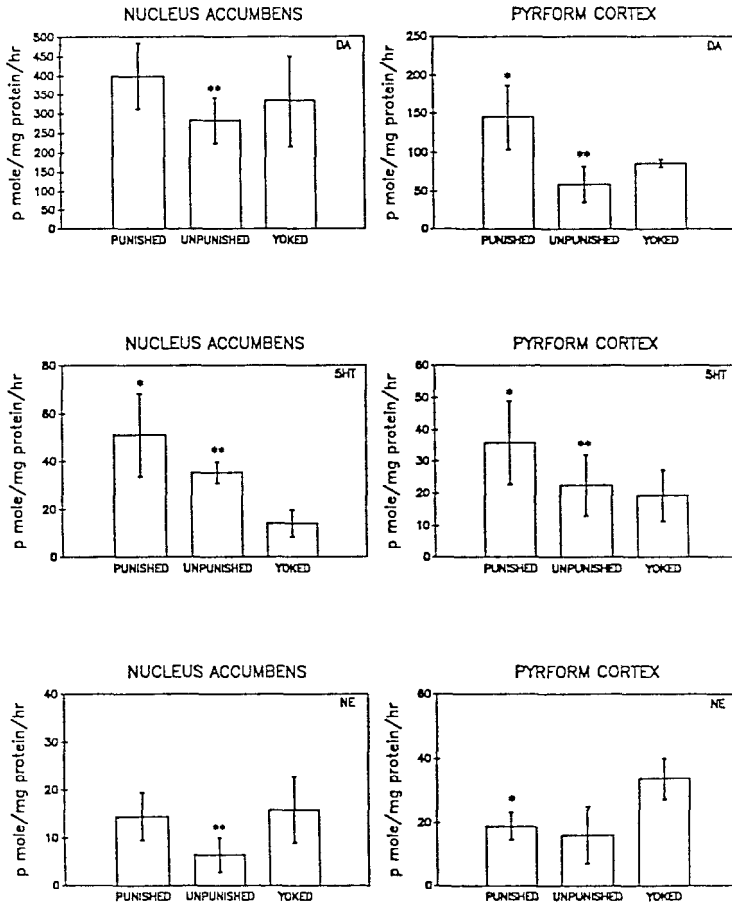 NUCLEUS ACCUMBENS
p mole/mg protein/hr
500
450
400
350
300
250
200
150
100
50
0
DA
**
PUNISHED UNPUNISHED YOKED
PYRFORM CORTEX
p mole/mg protein/hr
250
200
150
100
50
0
DA
*
**
PUNISHED UNPUNISHED YOKED
NUCLEUS ACCUMBENS
p mole/mg protein/hr
80
60
40
20
0
5HT
*
**
PUNISHED UNPUNISHED YOKED
PYRFORM CORTEX
p mole/mg protein/hr
60
50
40
30
20
10
0
5HT
*
**
PUNISHED UNPUNISHED YOKED
NUCLEUS ACCUMBENS
p mole/mg protein/hr
40
30
20
10
0
NE
**
PUNISHED UNPUNISHED YOKED
PYRFORM CORTEX
p mole/mg protein/hr
60
40
20
0
NE
*
PUNISHED UNPUNISHED YOKED